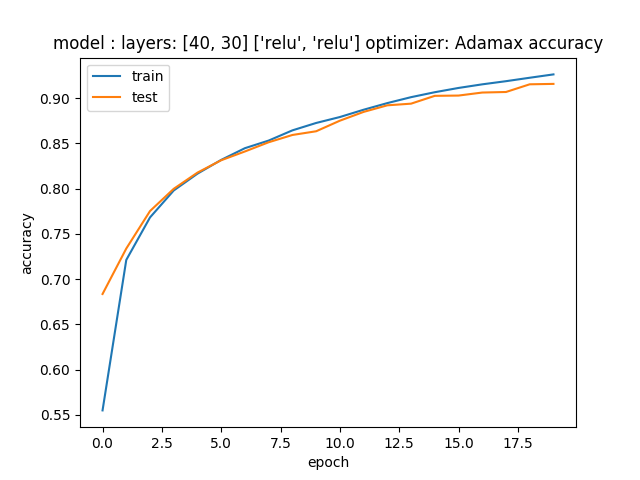 model : layers: [40, 30] ['relu', 'relu'] optimizer: Adamax accuracy
train
test
0.90
0.85
0.80
0.75
0.70
0.65
0.60
0.55
accuracy
0.0 2.5 5.0 7.5 10.0 12.5 15.0 17.5
epoch